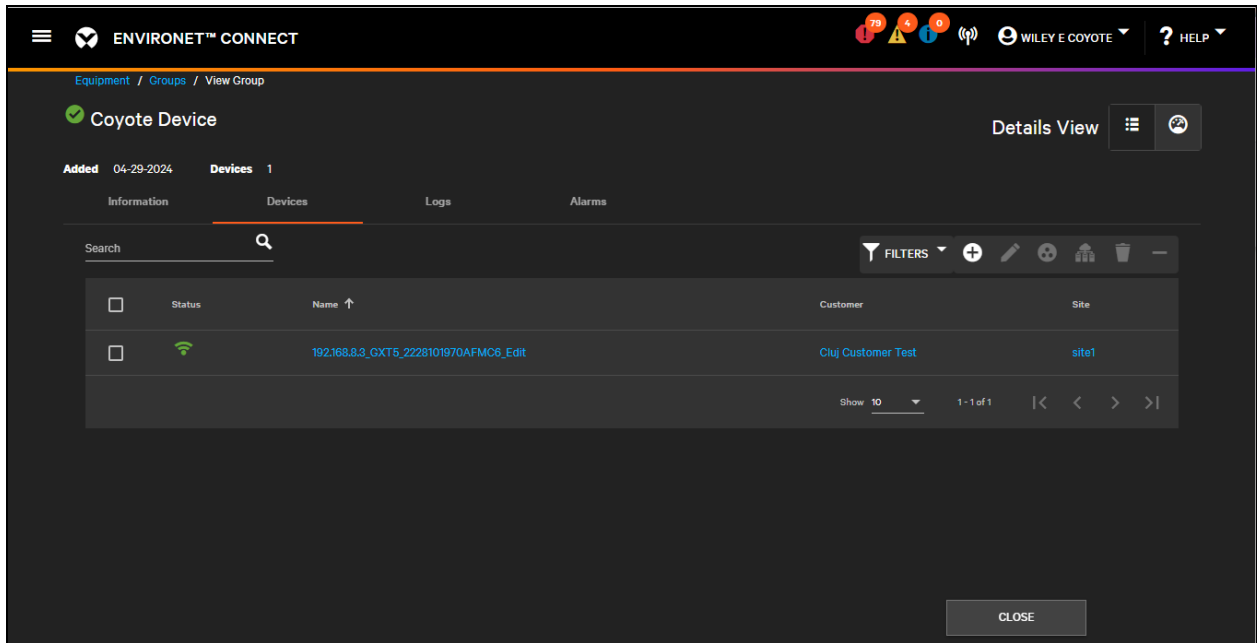 79 4 0
ENVIRONET™ CONNECT WILEY E COYOTE ? HELP
Equipment / Groups / View Group
Coyote Device
Details View
Added 04-29-2024 Devices 1
Information Devices Logs Alarms
Search FILTERS
Status Name ↑ Customer Site
192.168.8.3_GXT5_2228101970AFMC6_Edit Cluj Customer Test site1
Show 10 1 - 1 of 1
CLOSE